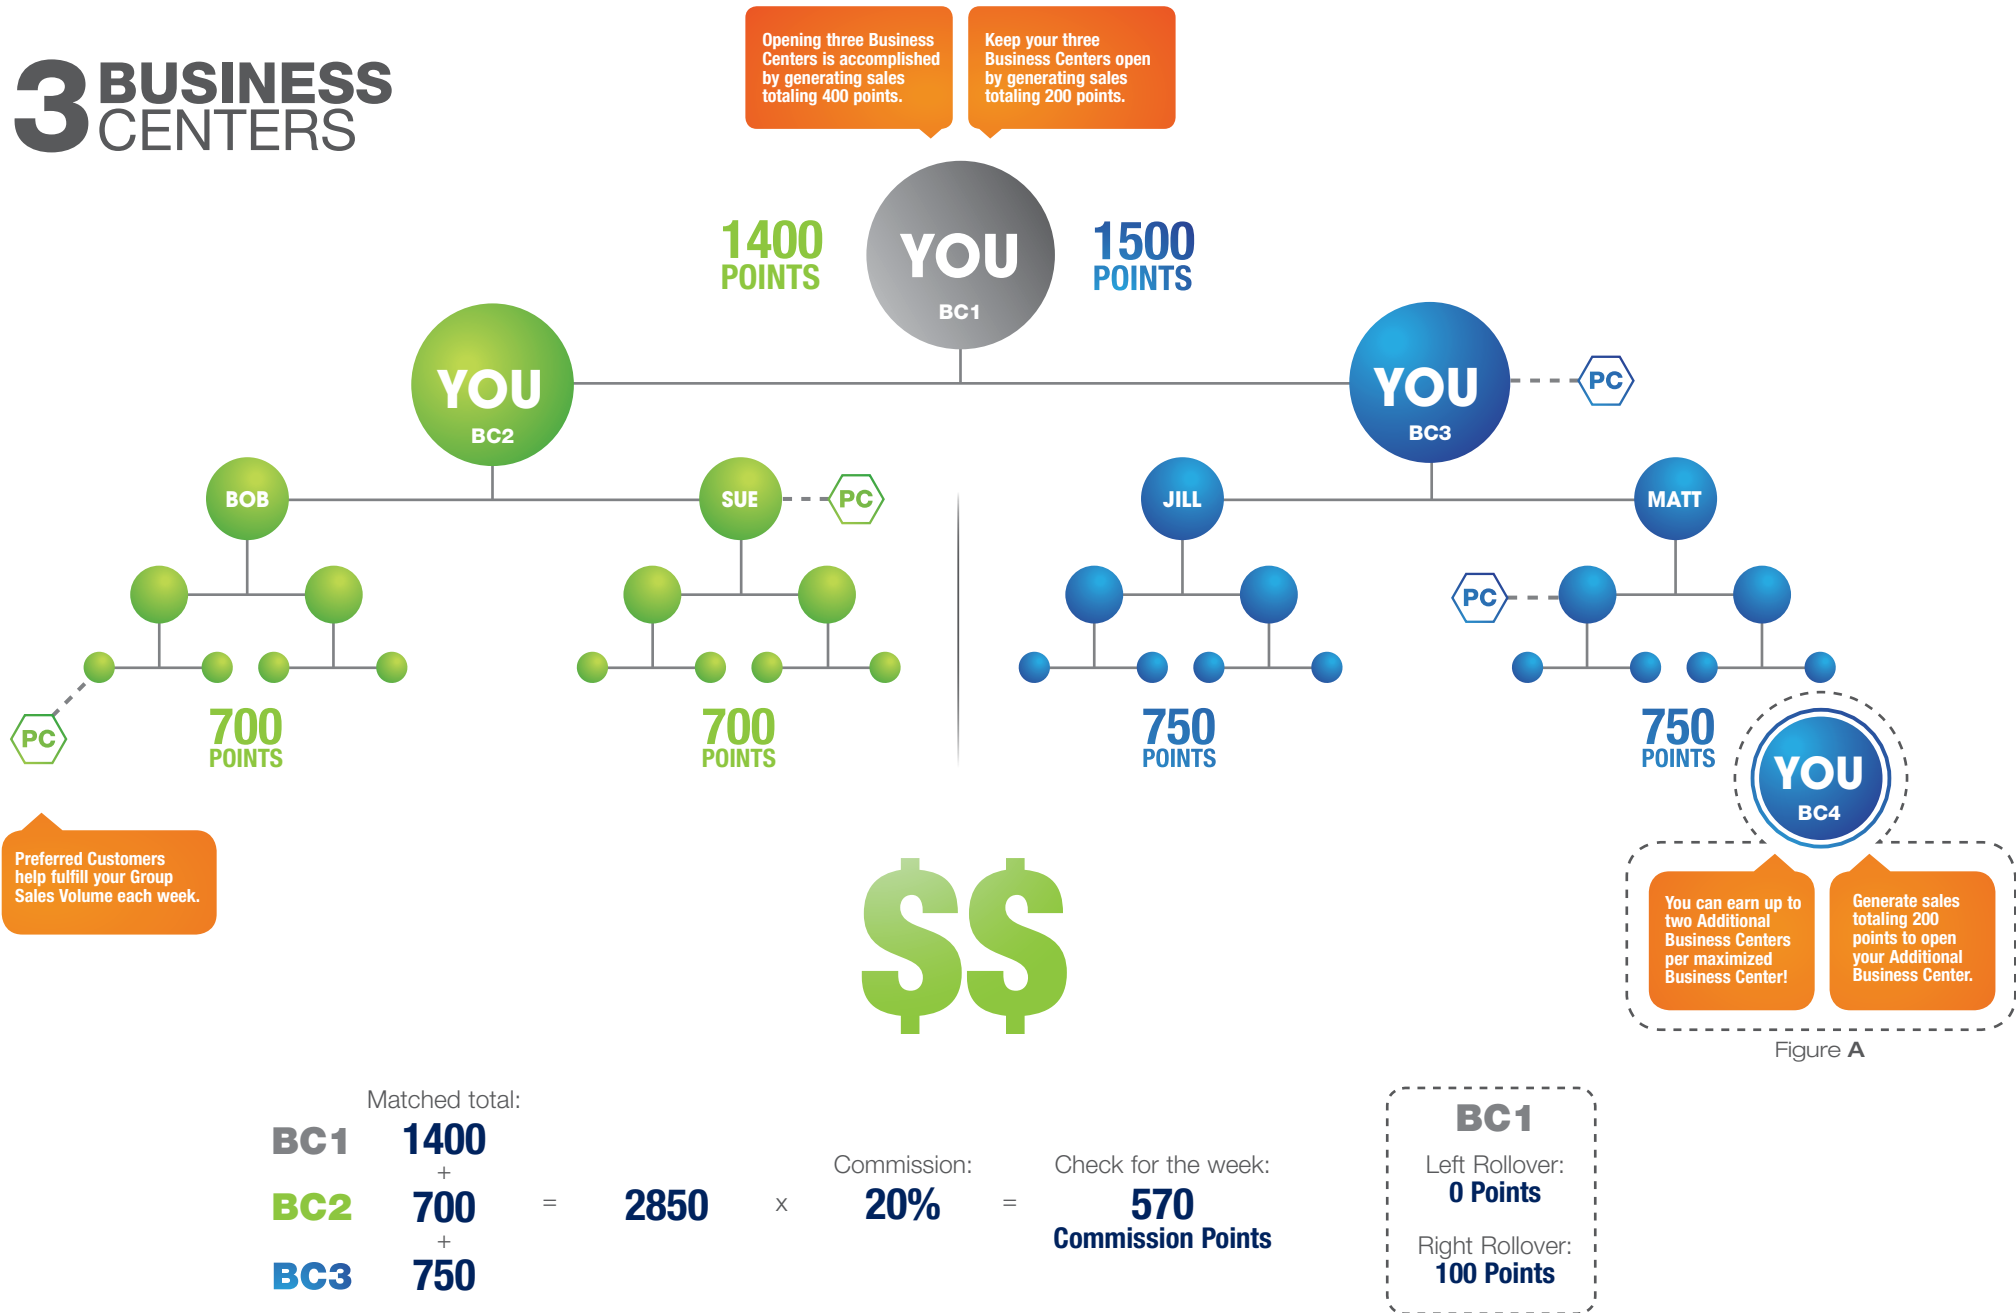 3 BUSINESS
CENTERS
Opening three Business
Centers is accomplished
by generating sales
totaling 400 points.
Keep your three
Business Centers open
by generating sales
totaling 200 points.
1400
POINTS
YOU
BC1
1500
POINTS
YOU
BC2
YOU
BC3
PC
BOB
SUE
PC
JILL
MATT
PC
PC
700
POINTS
700
POINTS
750
POINTS
750
POINTS
YOU
BC4
Preferred Customers
help fulfill your Group
Sales Volume each week.
$$
You can earn up to
two Additional
Business Centers
per maximized
Business Center!
Generate sales
totaling 200
points to open
your Additional
Business Center.
Figure A
Matched total:
BC1 1400
+
BC2 700
+
BC3 750
= 2850 x
Commission:
20%
=
Check for the week:
570
Commission Points
BC1
Left Rollover:
0 Points
Right Rollover:
100 Points